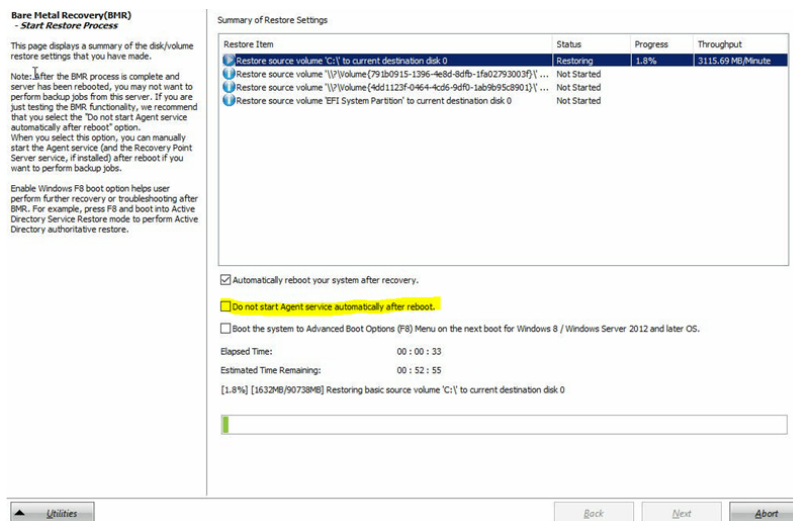 Bare Metal Recovery(BMR)
- Start Restore Process
This page displays a summary of the disk/volume
restore settings that you have made.
Note: After the BMR process is complete and
server has been rebooted, you may not want to
perform backup jobs from this server. If you are
just testing the BMR functionality, we recommend
that you select the "Do not start Agent service
automatically after reboot" option.
When you select this option, you can manually
start the Agent service (and the Recovery Point
Server service, if installed) after reboot if you
want to perform backup jobs.
Enable Windows F8 boot option helps user
perform further recovery or troubleshooting after
BMR. For example, press F8 and boot into Active
Directory Service Restore mode to perform Active
Directory authoritative restore.
Summary of Restore Settings
Restore Item Status Progress Throughput
Restore source volume 'C:\' to current destination disk 0 Restoring 1.8% 3115.69 MB/Minute
Restore source volume '\\?\Volume{791b0915-1396-4e8d-8dfb-1fa02793003f}\' ... Not Started
Restore source volume '\\?\Volume{4dd1123f-0464-4cd6-9df0-1ab9b95c8901}\' ... Not Started
Restore source volume 'EFI System Partition' to current destination disk 0 Not Started
Automatically reboot your system after recovery.
Do not start Agent service automatically after reboot.
Boot the system to Advanced Boot Options (F8) Menu on the next boot for Windows 8 / Windows Server 2012 and later OS.
Elapsed Time: 00 : 00 : 33
Estimated Time Remaining: 00 : 52 : 55
[1.8%] [1632MB/90738MB] Restoring basic source volume 'C:\' to current destination disk 0
Utilities Back Next Abort